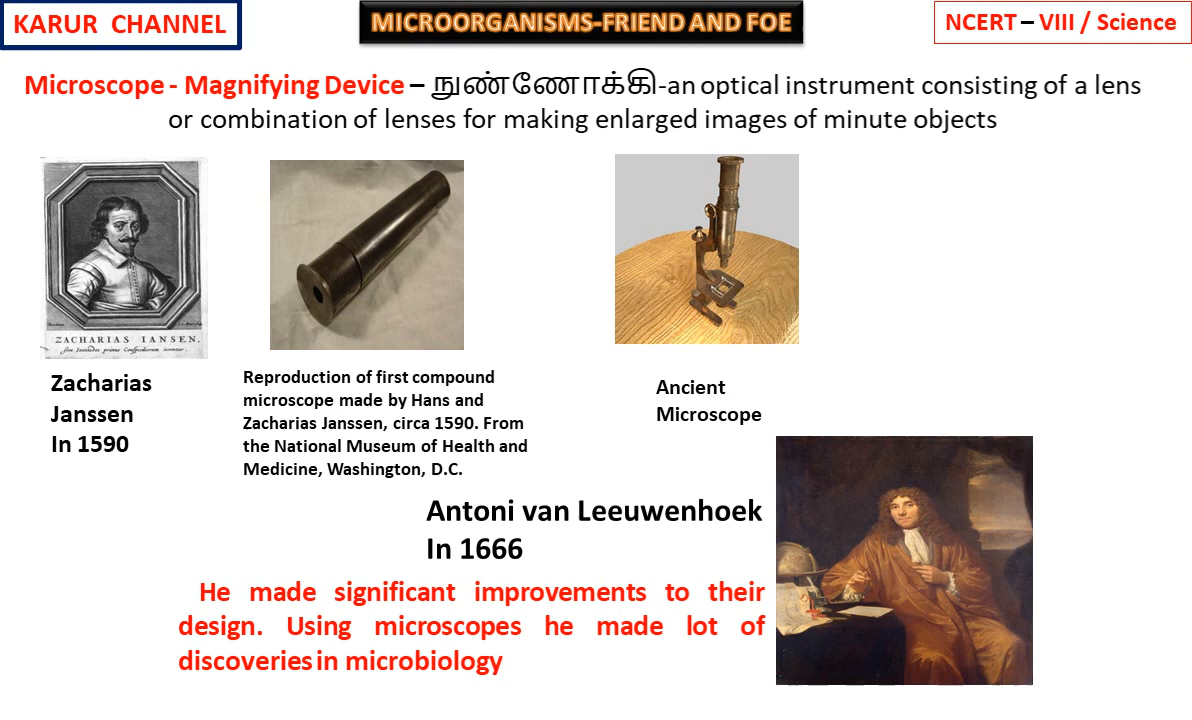 KARUR CHANNEL
MICROORGANISMS-FRIEND AND FOE
NCERT – VIII / Science
Microscope - Magnifying Device – நுண்ணோக்கி-an optical instrument consisting of a lens
or combination of lenses for making enlarged images of minute objects
ZACHARIAS IANSEN,
Zacharias
Janssen
In 1590
Reproduction of first compound
microscope made by Hans and
Zacharias Janssen, circa 1590. From
the National Museum of Health and
Medicine, Washington, D.C.
Ancient
Microscope
Antoni van Leeuwenhoek
In 1666
He made significant improvements to their
design. Using microscopes he made lot of
discoveries in microbiology